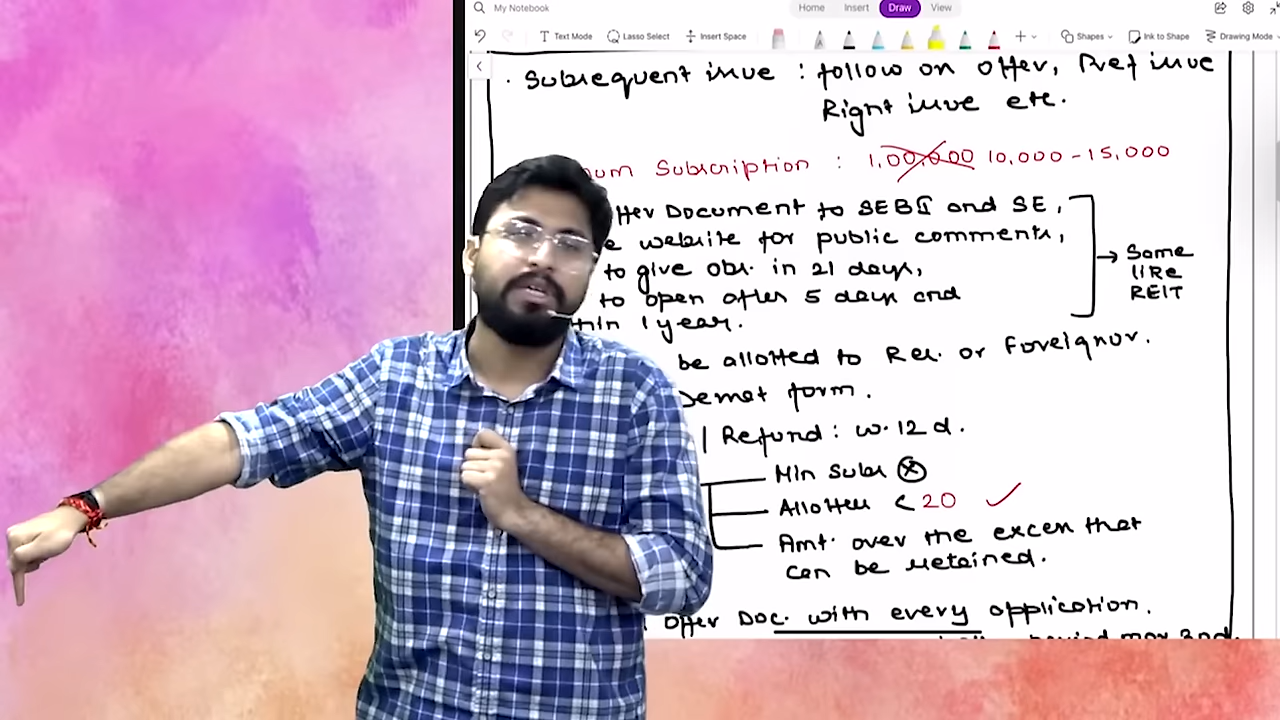 My Notebook
Home Insert Draw View
Text Mode Lasso Select Insert Space Shapes Ink to Shape Drawing Mode
· Subsequent issue : follow on offer, Pref issue
Right issue etc.
um Subscription : 1,00,000 10,000 - 15,000
ffer Document to SEBI and SE,
e website for public comments,
to give obs. in 21 days,
to open after 5 days and
thin 1 year.
→ Same
like
REIT
be allotted to Res. or Foreignor.
Demat form.
| Refund : w. 12 d.
Min Subs ⊗
Allottees < 20 ✓
Amt. over the excess that
can be retained.
offer Doc. with every application.